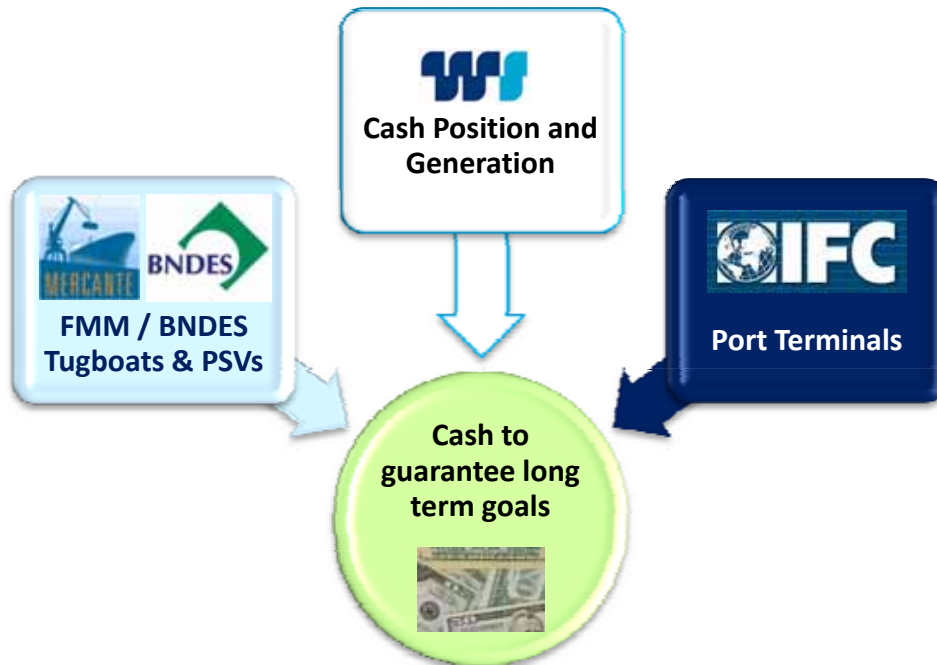 WS
Cash Position and
Generation
MERCANTE
BNDES
FMM / BNDES
Tugboats & PSVs
IFC
Port Terminals
Cash to
guarantee long
term goals